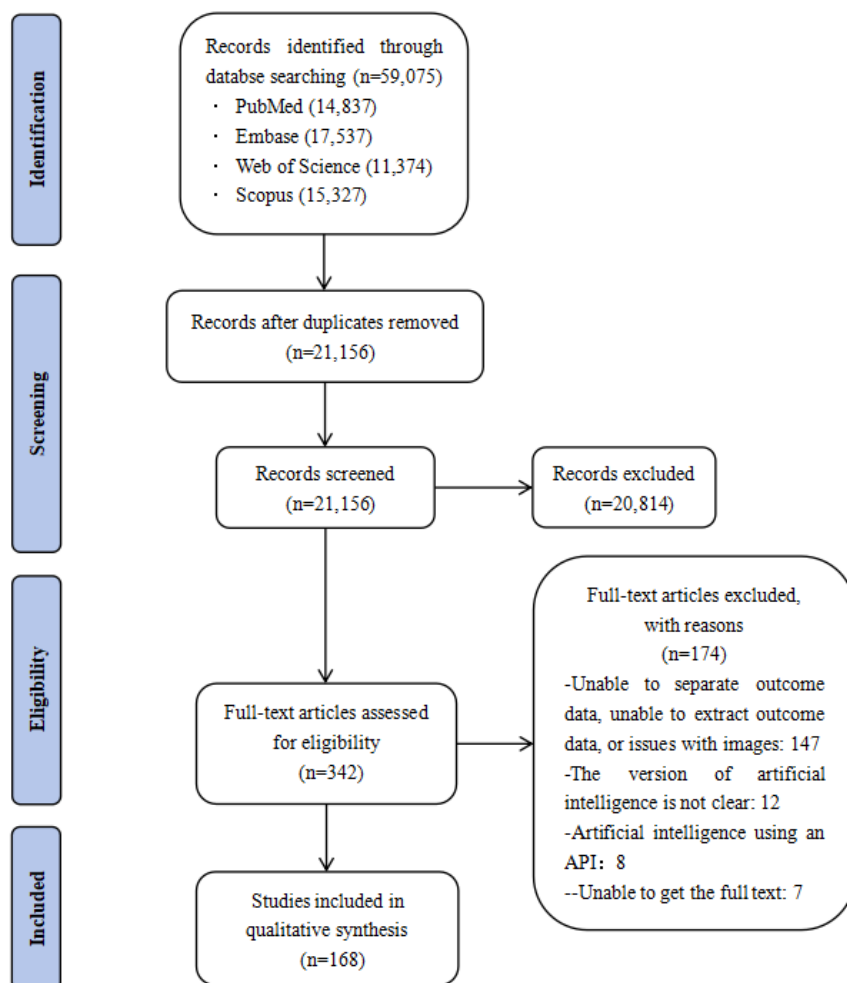 Identification
Records identified through
databse searching (n=59,075)
· PubMed (14,837)
· Embase (17,537)
· Web of Science (11,374)
· Scopus (15,327)
Screening
Records after duplicates removed
(n=21,156)
Records screened
(n=21,156)
Records excluded
(n=20,814)
Eligibility
Full-text articles assessed
for eligibility
(n=342)
Full-text articles excluded,
with reasons
(n=174)
-Unable to separate outcome
data, unable to extract outcome
data, or issues with images: 147
-The version of artificial
intelligence is not clear: 12
-Artificial intelligence using an
API：8
--Unable to get the full text: 7
Included
Studies included in
qualitative synthesis
(n=168)